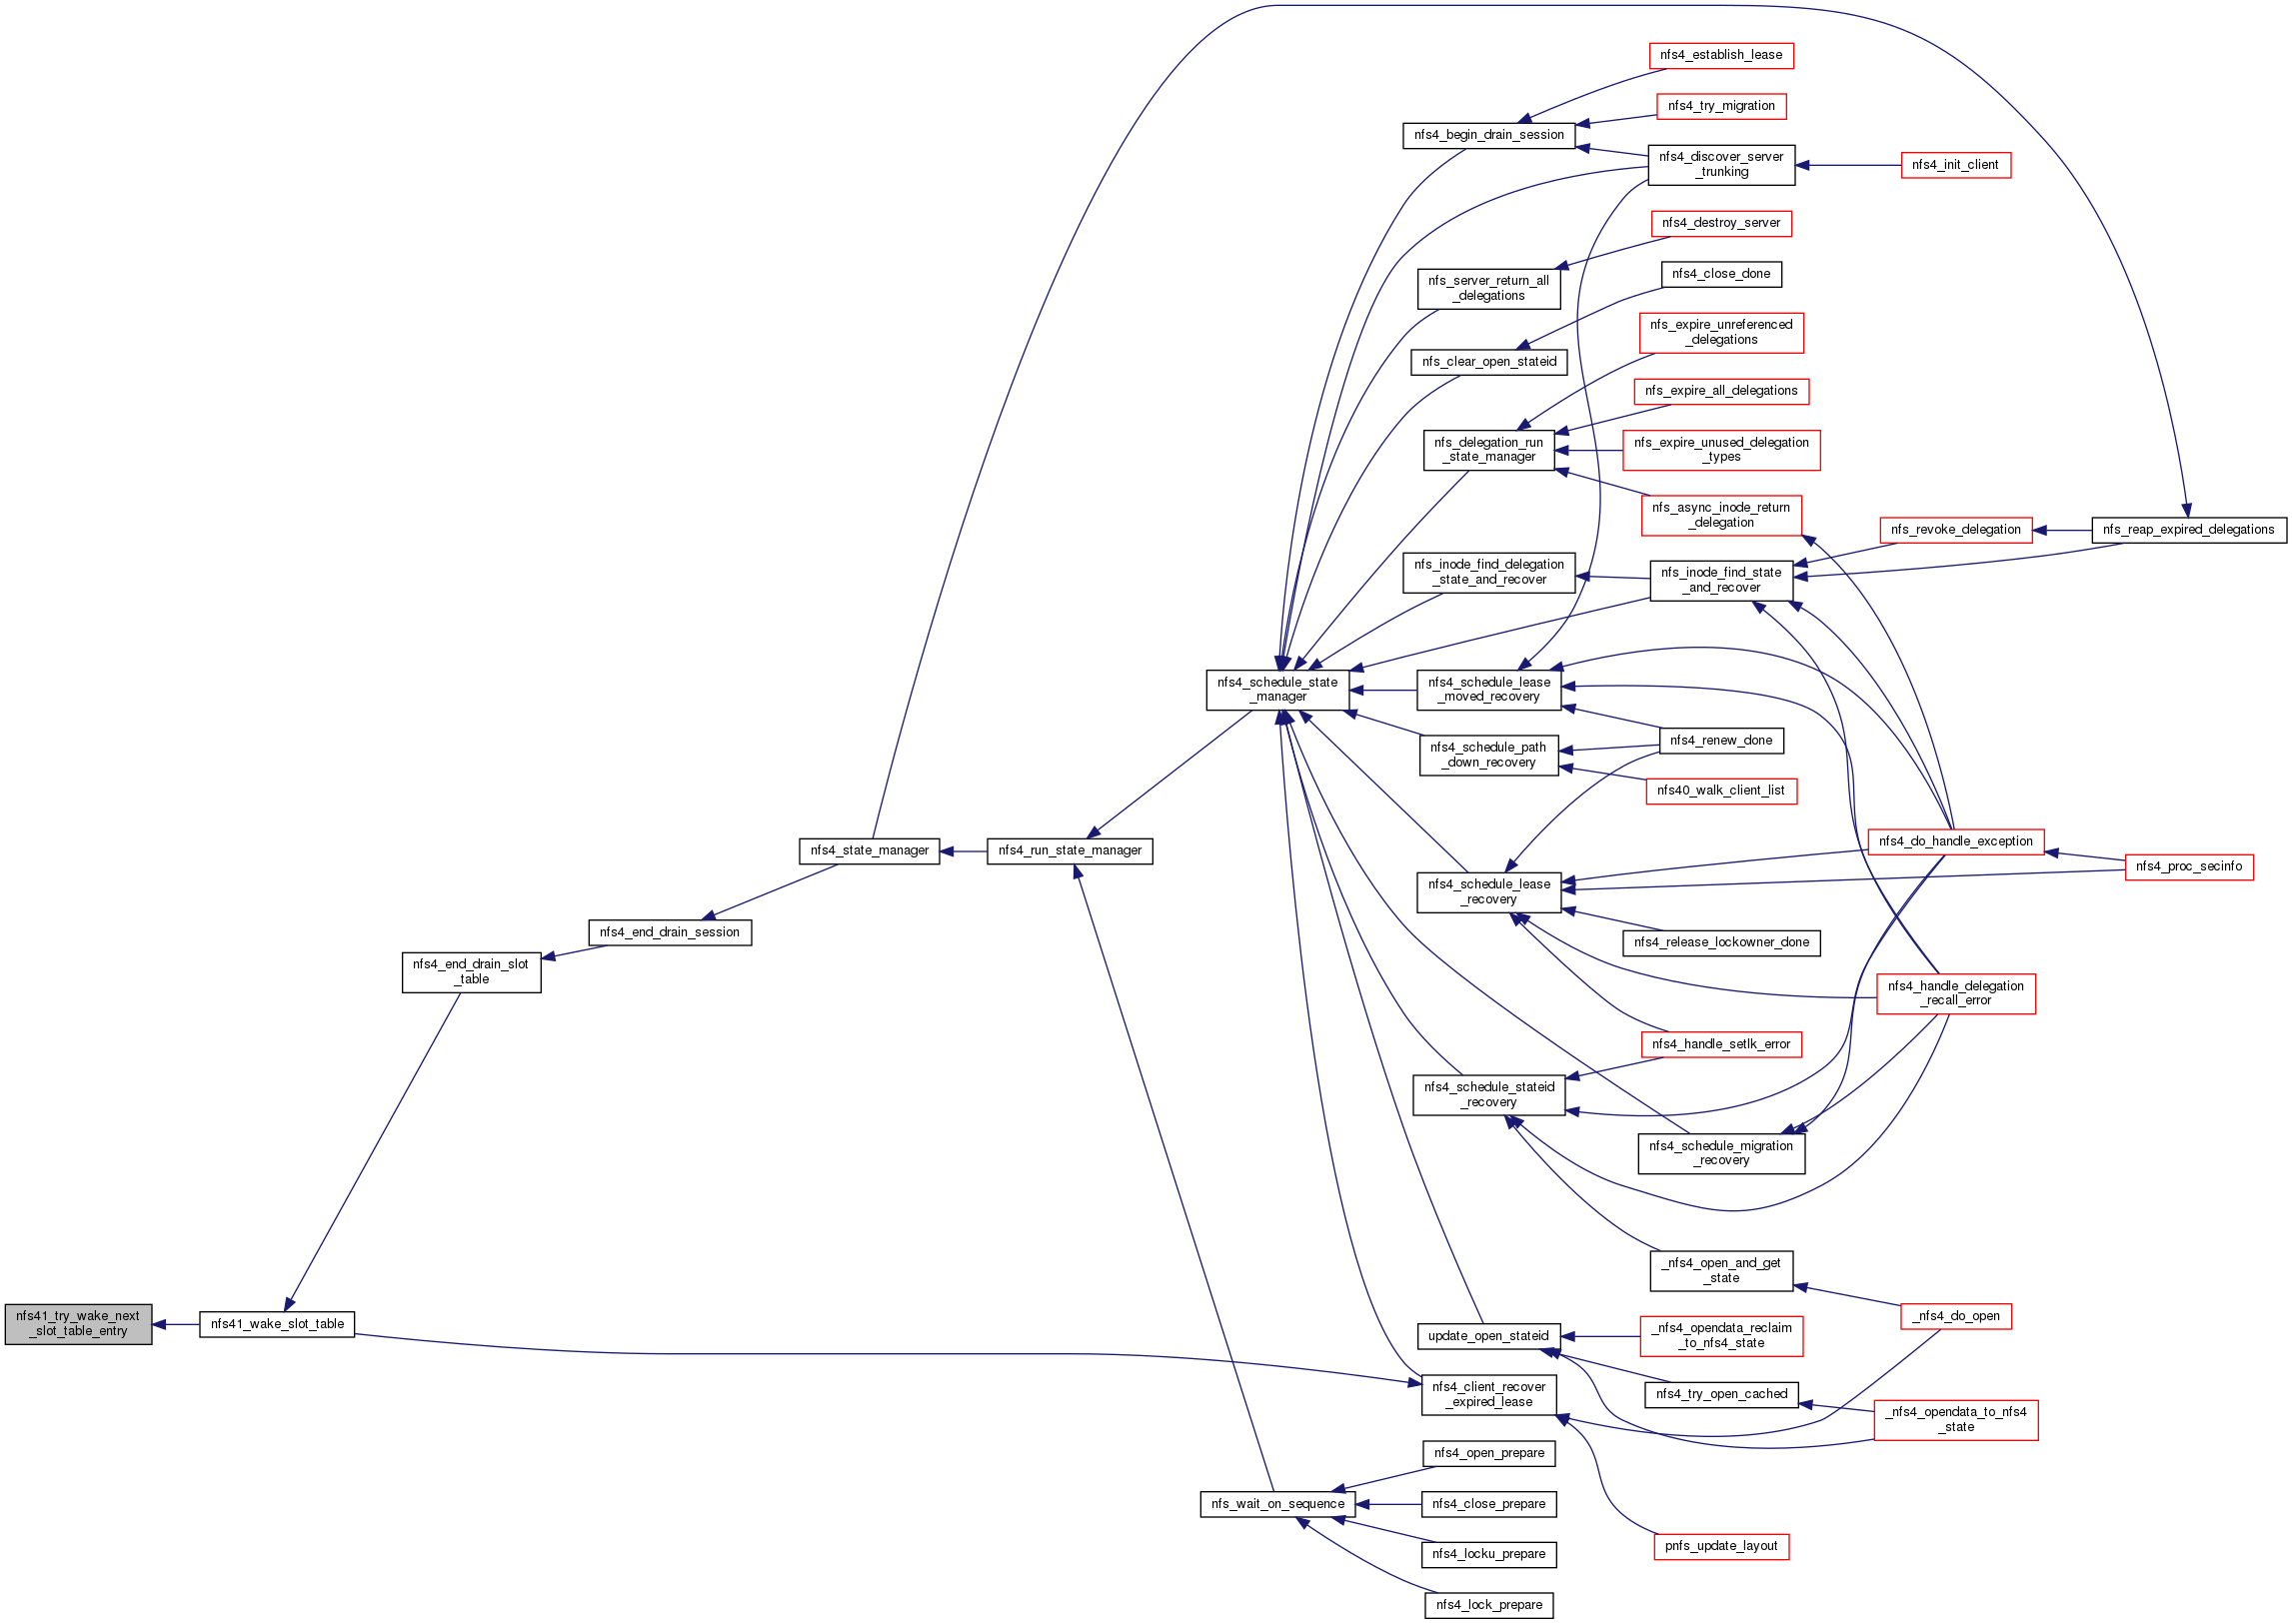 nfs4_establish_lease
nfs4_try_migration
nfs4_begin_drain_session
nfs4_discover_server
_trunking
nfs4_init_client
nfs4_destroy_server
nfs_server_return_all
_delegations
nfs4_close_done
nfs_expire_unreferenced
_delegations
nfs_clear_open_stateid
nfs_expire_all_delegations
nfs_delegation_run
_state_manager
nfs_expire_unused_delegation
_types
nfs_async_inode_return
_delegation
nfs_revoke_delegation
nfs_reap_expired_delegations
nfs_inode_find_delegation
_state_and_recover
nfs_inode_find_state
_and_recover
nfs4_schedule_state
_manager
nfs4_schedule_lease
_moved_recovery
nfs4_renew_done
nfs4_schedule_path
_down_recovery
nfs40_walk_client_list
nfs4_state_manager
nfs4_run_state_manager
nfs4_do_handle_exception
nfs4_proc_secinfo
nfs4_schedule_lease
_recovery
nfs4_end_drain_session
nfs4_release_lockowner_done
nfs4_end_drain_slot
_table
nfs4_handle_delegation
_recall_error
nfs4_handle_setlk_error
nfs4_schedule_stateid
_recovery
nfs4_schedule_migration
_recovery
_nfs4_open_and_get
_state
nfs41_try_wake_next
_slot_table_entry
nfs41_wake_slot_table
_nfs4_do_open
update_open_stateid
_nfs4_opendata_reclaim
_to_nfs4_state
nfs4_client_recover
_expired_lease
nfs4_try_open_cached
_nfs4_opendata_to_nfs4
_state
nfs4_open_prepare
nfs_wait_on_sequence
nfs4_close_prepare
nfs4_locku_prepare
pnfs_update_layout
nfs4_lock_prepare